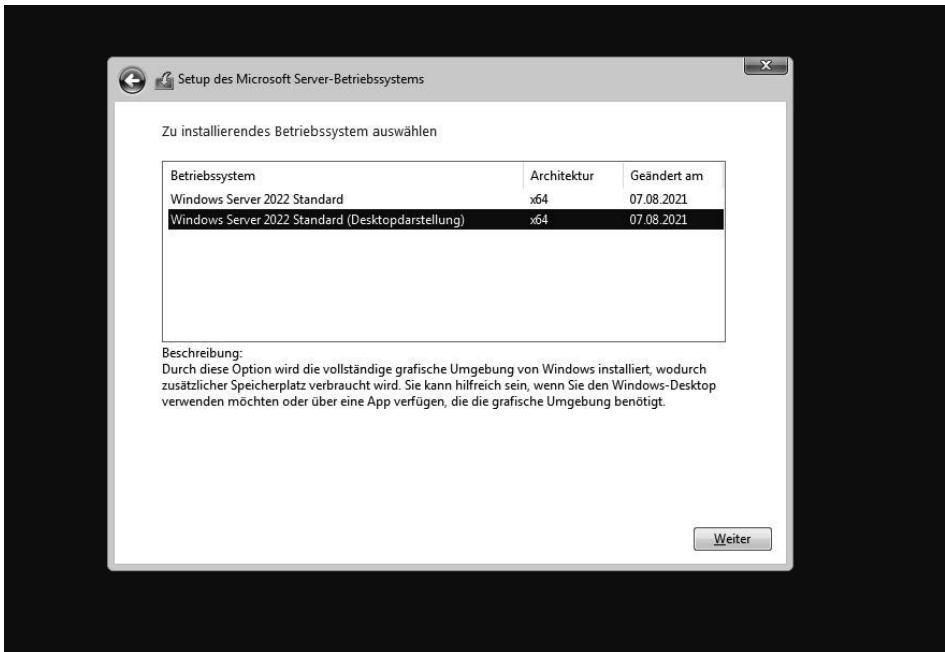 Setup des Microsoft Server-Betriebssystems
Zu installierendes Betriebssystem auswählen
Betriebssystem Architektur Geändert am
Windows Server 2022 Standard x64 07.08.2021
Windows Server 2022 Standard (Desktopdarstellung) x64 07.08.2021
Beschreibung:
Durch diese Option wird die vollständige grafische Umgebung von Windows installiert, wodurch
zusätzlicher Speicherplatz verbraucht wird. Sie kann hilfreich sein, wenn Sie den Windows-Desktop
verwenden möchten oder über eine App verfügen, die die grafische Umgebung benötigt.
Weiter